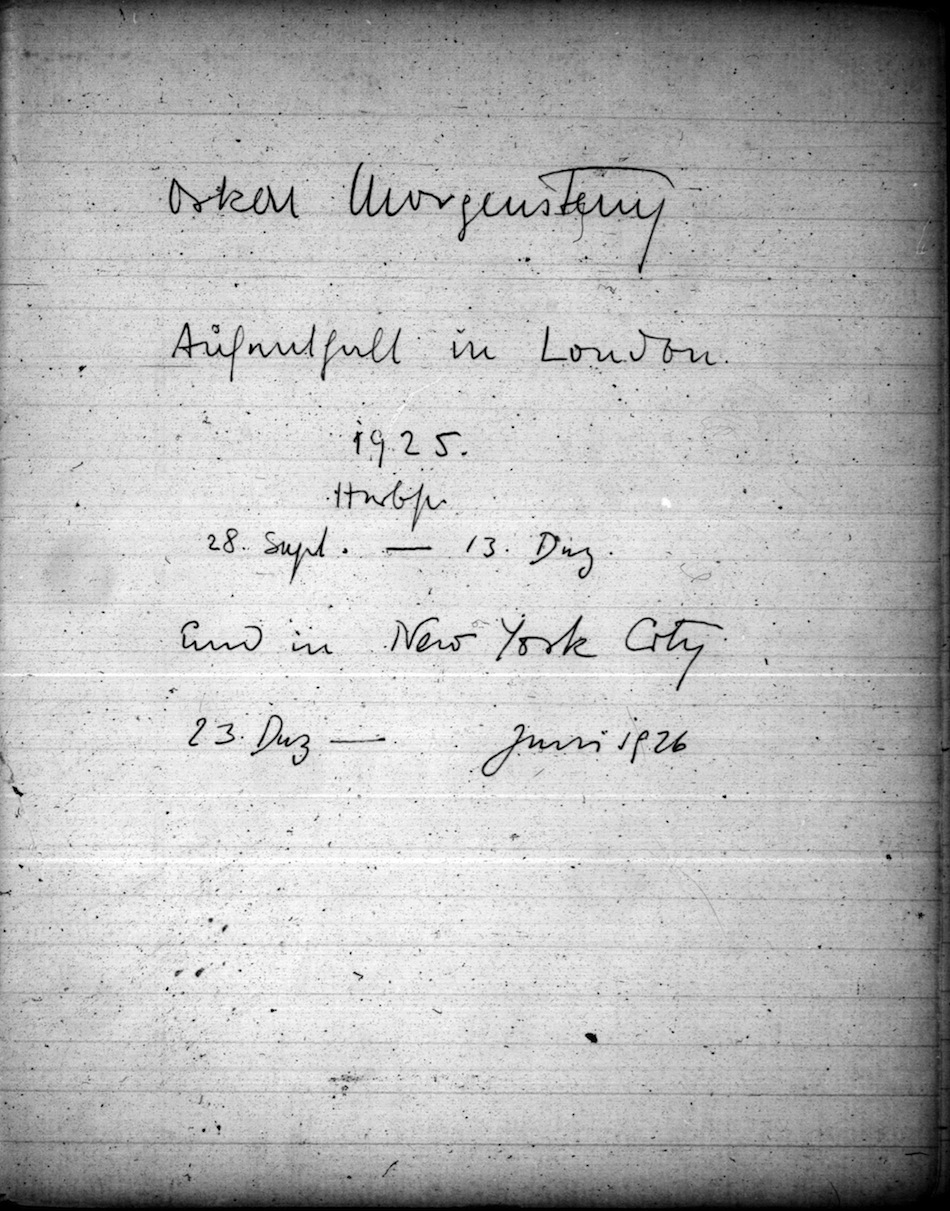 Oskar Morgenstern
Aufenthalt in London.
1925.
Herbst
28. Sept. — 13. Dez.
und in New York City.
23. Dez — Juni 1926